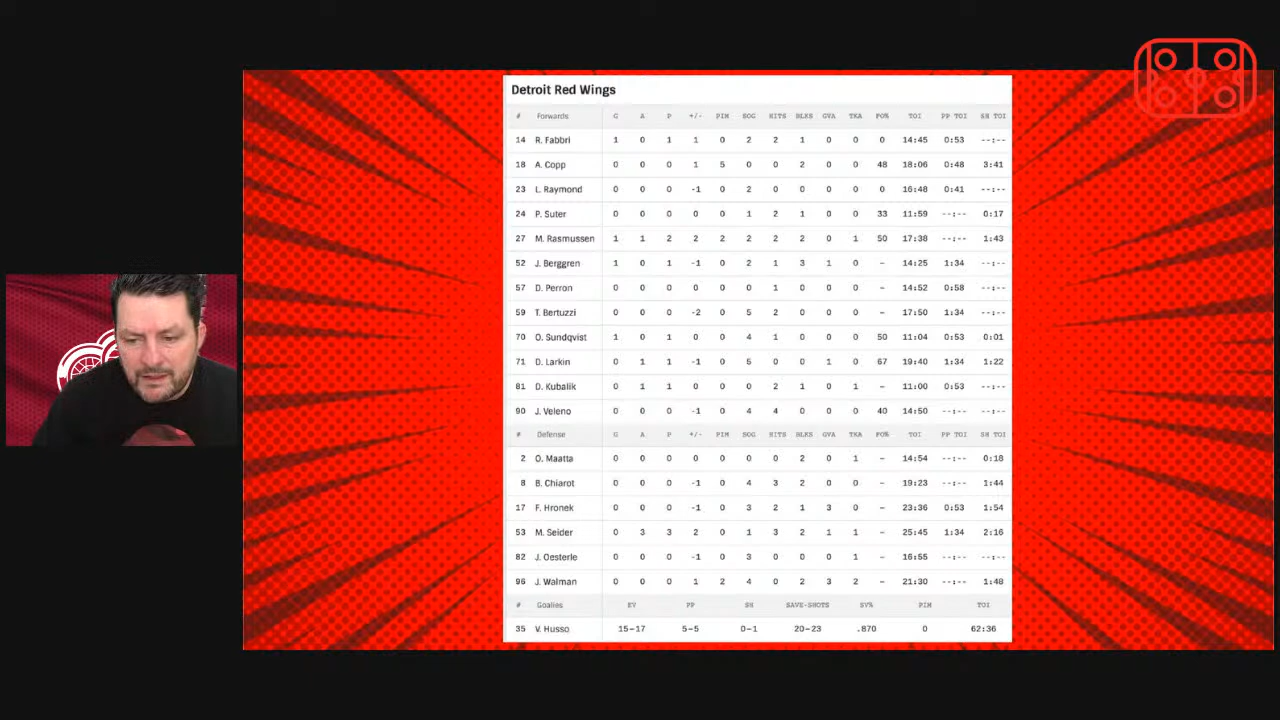 Detroit Red Wings
# Forwards G A P +/- PIM SOG HITS BLKS GVA TKA FO% TOI PP TOI SH TOI
14 R. Fabbri 1 0 1 1 0 2 2 1 0 0 0 14:45 0:53 --:--
18 A. Copp 0 0 0 1 5 0 0 2 0 0 48 18:06 0:48 3:41
23 L. Raymond 0 0 0 -1 0 2 0 0 0 0 0 16:48 0:41 --:--
24 P. Suter 0 0 0 0 0 1 2 1 0 0 33 11:59 --:-- 0:17
27 M. Rasmussen 1 1 2 2 2 2 2 2 0 1 50 17:38 --:-- 1:43
52 J. Berggren 1 0 1 -1 0 2 1 3 1 0 - 14:25 1:34 --:--
57 D. Perron 0 0 0 0 0 0 1 0 0 0 - 14:52 0:58 --:--
59 T. Bertuzzi 0 0 0 -2 0 5 2 0 0 0 - 17:50 1:34 --:--
70 O. Sundqvist 1 0 1 0 0 4 1 0 0 0 50 11:04 0:53 0:01
71 D. Larkin 0 1 1 -1 0 5 0 0 1 0 67 19:40 1:34 1:22
81 D. Kubalik 0 1 1 0 0 0 2 1 0 1 - 11:00 0:53 --:--
90 J. Veleno 0 0 0 -1 0 4 4 0 0 0 40 14:50 --:-- --:--
# Defense G A P +/- PIM SOG HITS BLKS GVA TKA FO% TOI PP TOI SH TOI
2 O. Maatta 0 0 0 0 0 0 0 2 0 1 - 14:54 --:-- 0:18
8 B. Chiarot 0 0 0 -1 0 4 3 2 0 0 - 19:23 --:-- 1:44
17 F. Hronek 0 0 0 -1 0 3 2 1 3 0 - 23:36 0:53 1:54
53 M. Seider 0 3 3 2 0 1 3 2 1 1 - 25:45 1:34 2:16
82 J. Oesterle 0 0 0 -1 0 3 0 0 0 1 - 16:55 --:-- --:--
96 J. Walman 0 0 0 1 2 4 0 2 3 2 - 21:30 --:-- 1:48
# Goalies EV PP SH SAVE-SHOTS SV% PIM TOI
35 V. Husso 15-17 5-5 0-1 20-23 .870 0 62:36